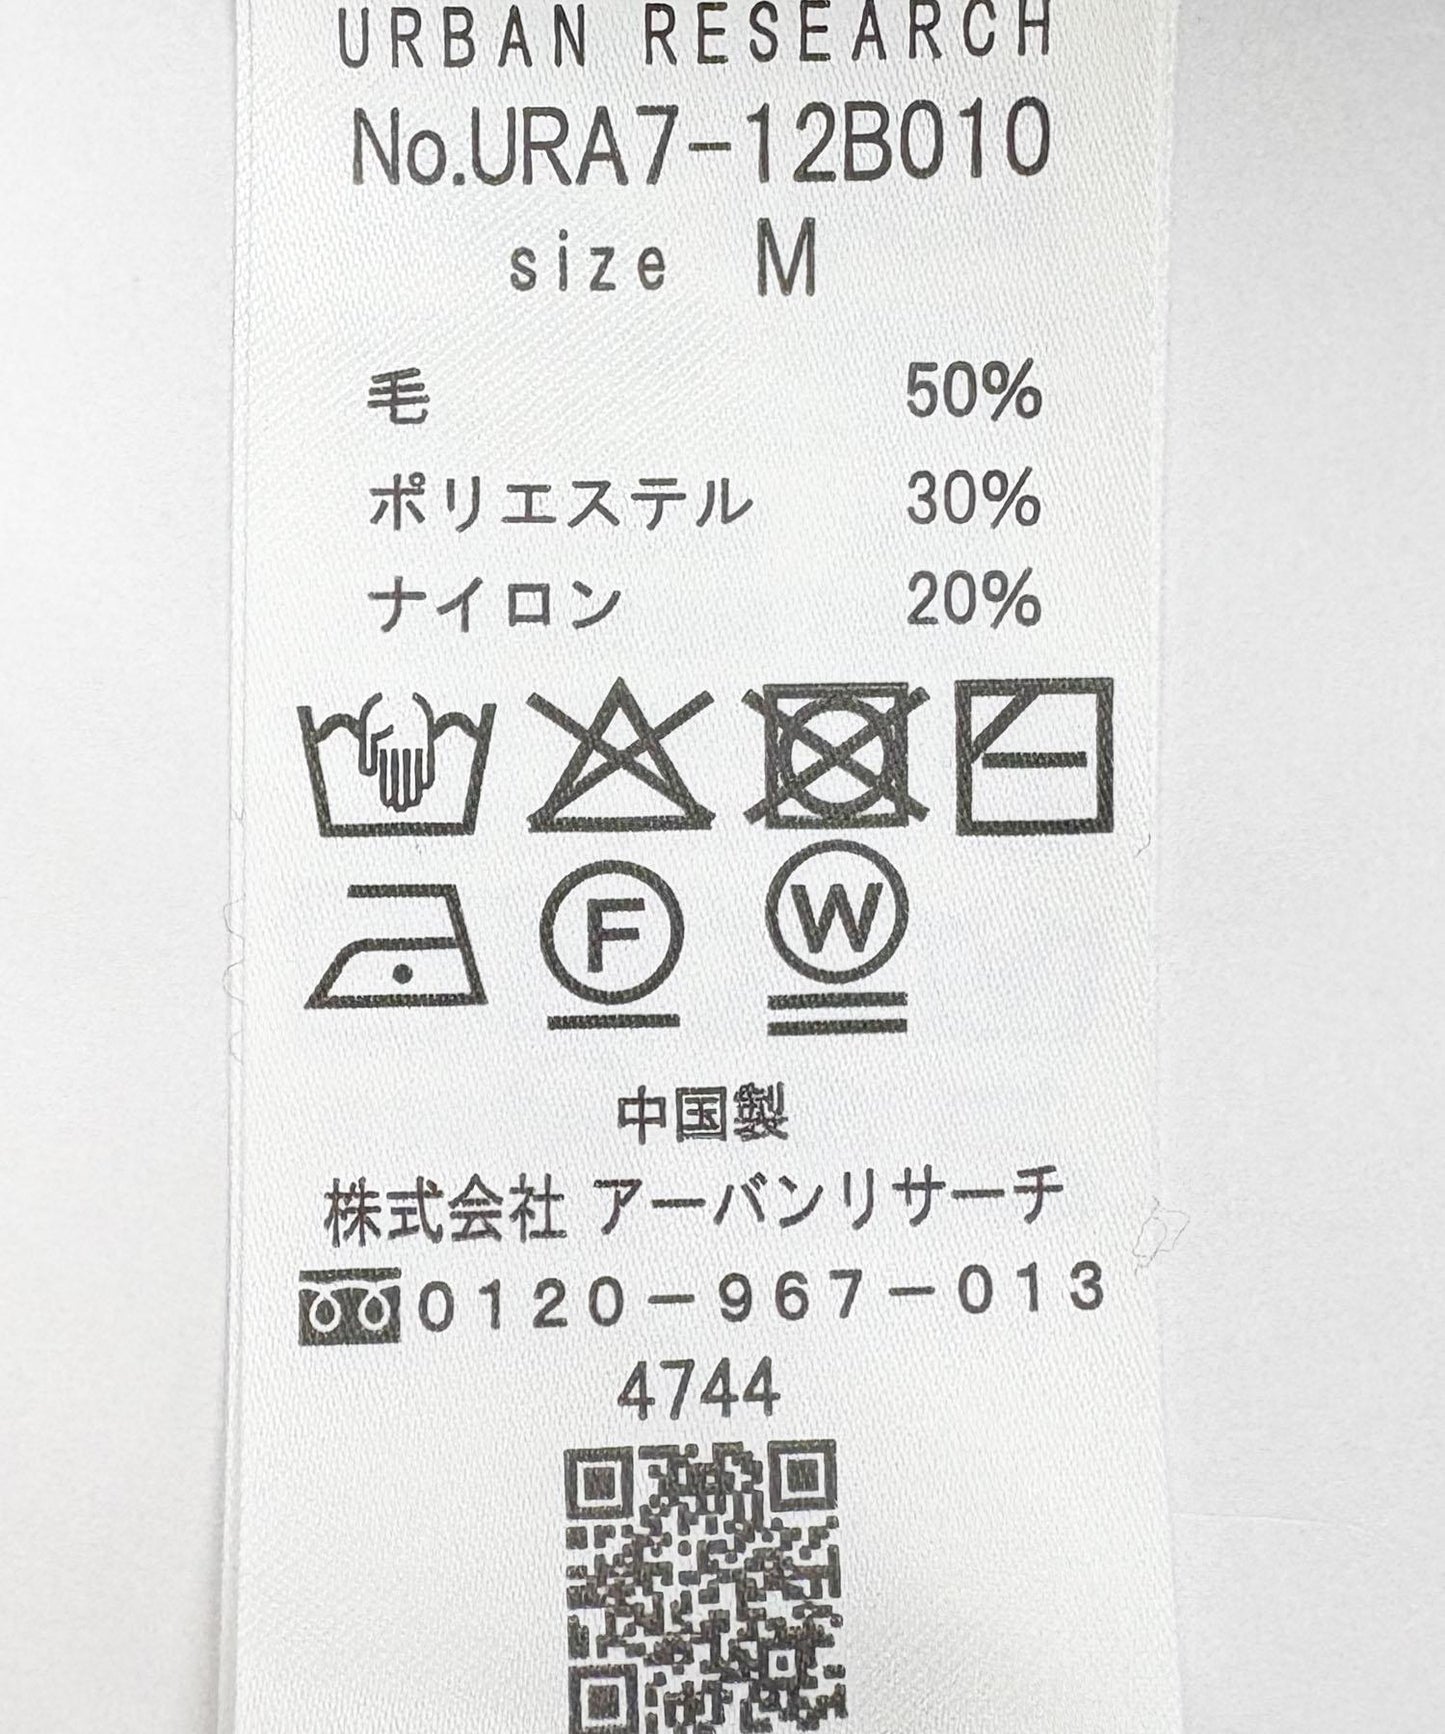 URBAN RESEARCH
No.URA7-12B010
size M
毛 50%
ポリエステル 30%
ナイロン 20%
F W
中国製
株式会社 アーバンリサーチ
0120-967-013
4744